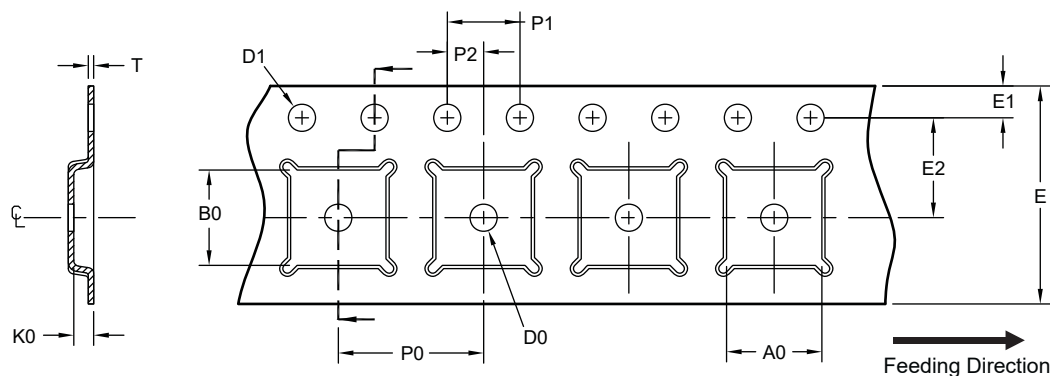 P1
P2
T
D1
E1
E2
B0
E
℄
K0
P0
D0
A0
Feeding Direction